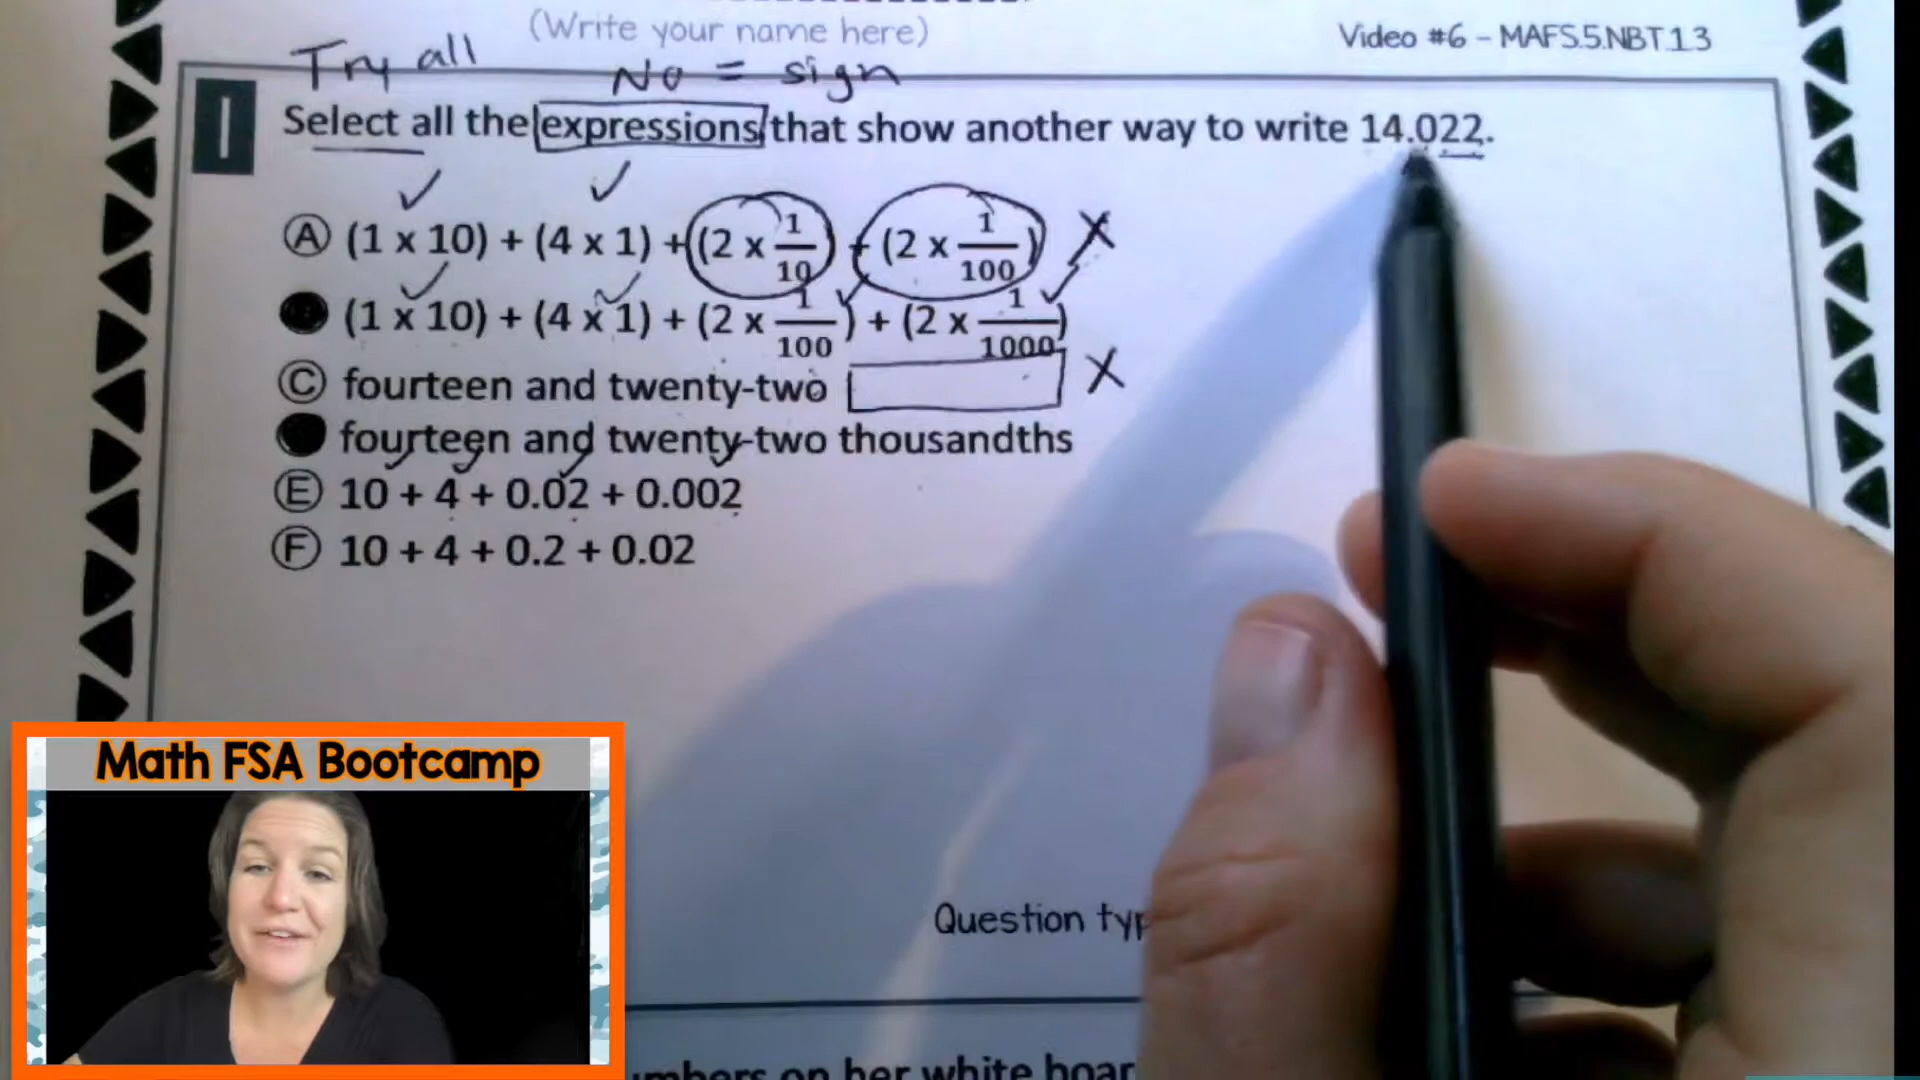 (Write your name here)
Video #6 - MAFS.5.NBT.1.3
Try all
No = sign
1 Select all the expressions that show another way to write 14.022.
A (1 x 10) + (4 x 1) + (2 x 1/10) + (2 x 1/100) X
(1 x 10) + (4 x 1) + (2 x 1/100) + (2 x 1/1000)
C fourteen and twenty-two X
fourteen and twenty-two thousandths
E 10 + 4 + 0.02 + 0.002
F 10 + 4 + 0.2 + 0.02
Math FSA Bootcamp
Question
on her white